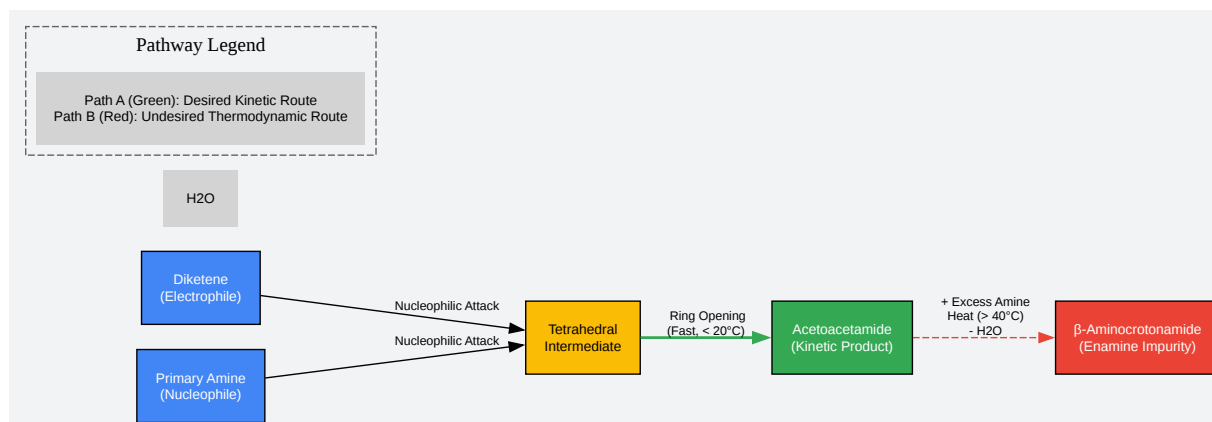 Pathway Legend
Path A (Green): Desired Kinetic Route
Path B (Red): Undesired Thermodynamic Route
H2O
Diketene
(Electrophile)
Nucleophilic Attack
Primary Amine
(Nucleophile)
Nucleophilic Attack
Tetrahedral
Intermediate
Ring Opening
(Fast, < 20°C)
Acetoacetamide
(Kinetic Product)
+ Excess Amine
Heat (> 40°C)
- H2O
β-Aminocrotonamide
(Enamine Impurity)